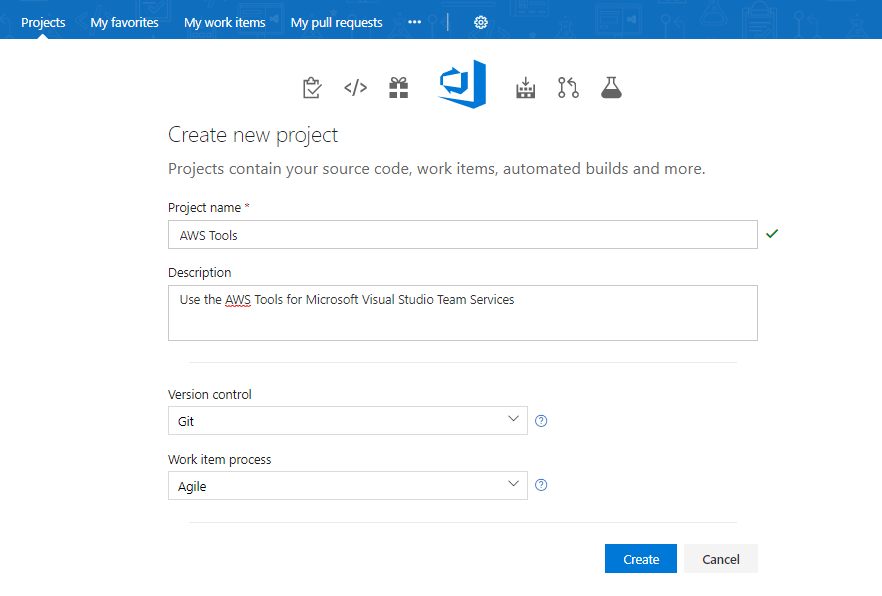 Projects My favorites My work items My pull requests ...
Create new project
Projects contain your source code, work items, automated builds and more.
Project name *
AWS Tools
Description
Use the AWS Tools for Microsoft Visual Studio Team Services
Version control
Git
Work item process
Agile
Create Cancel